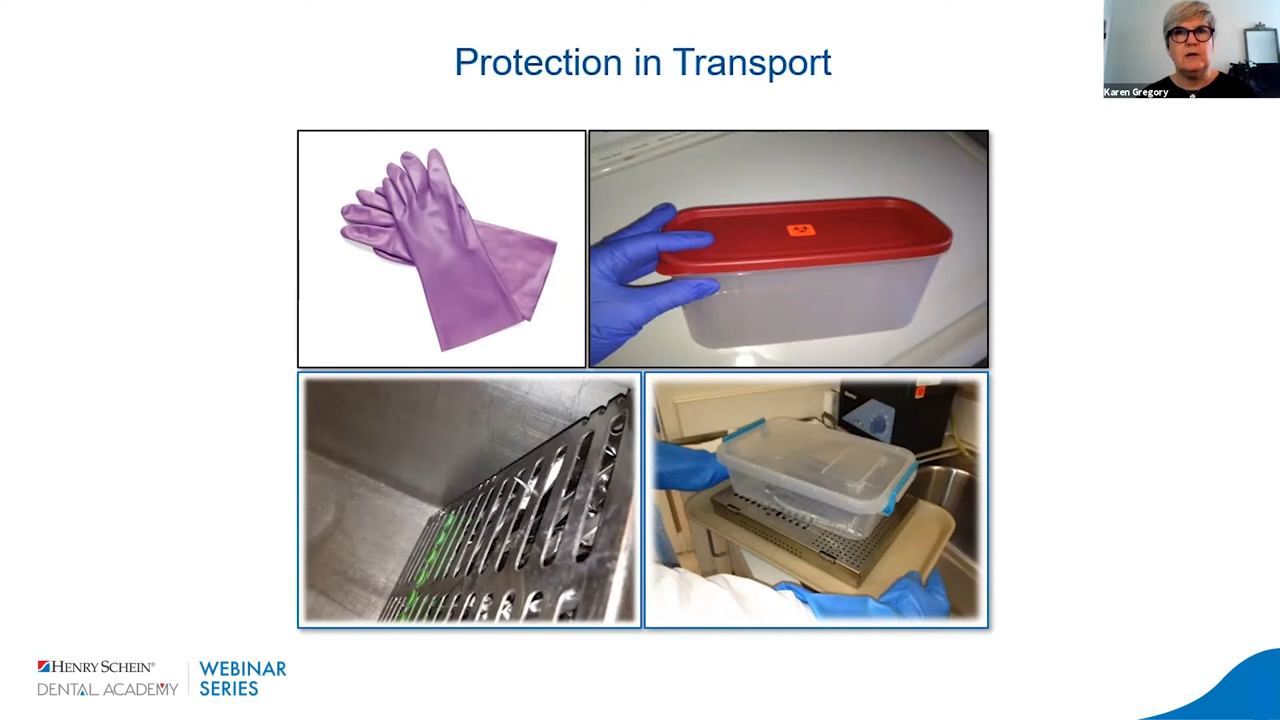 Protection in Transport
Karen Gregory
HENRY SCHEIN®
DENTAL ACADEMY
WEBINAR
SERIES